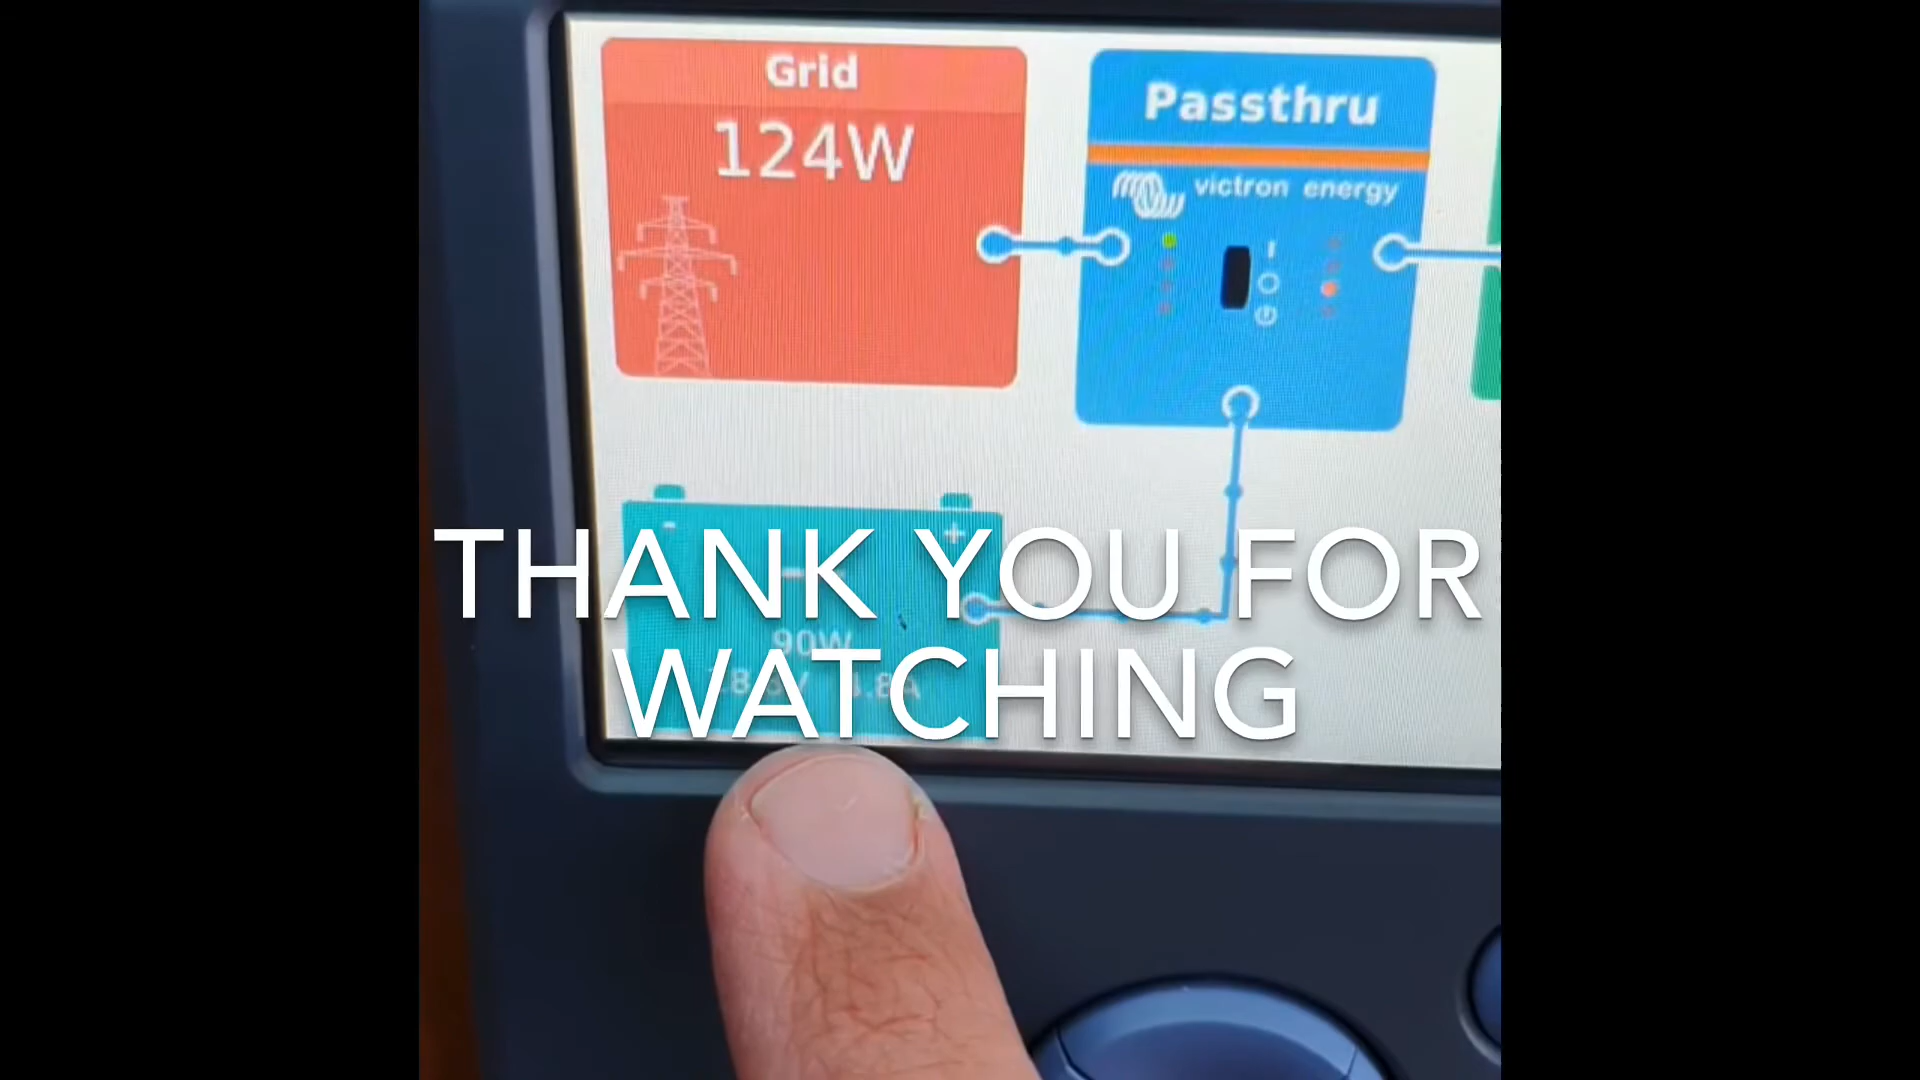 Grid
124W
Passthru
victron energy
THANK YOU FOR
WATCHING
90W